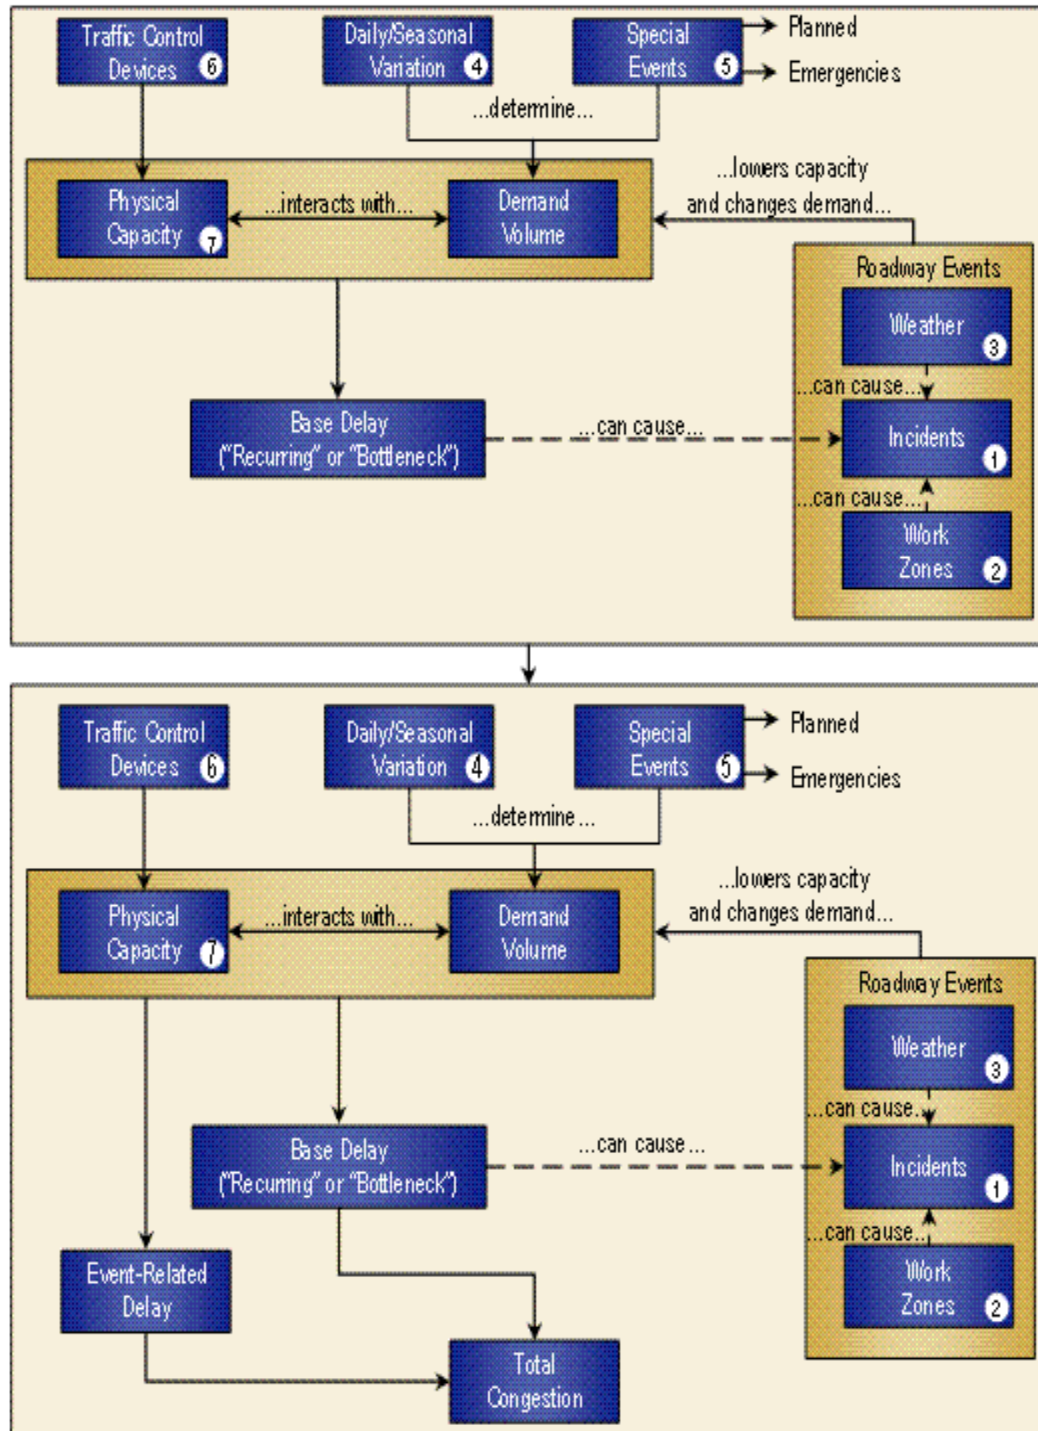 Traffic Control
Devices 6
Daily/Seasonal
Variation 4
Special
Events 5
Planned
Emergencies
...determine...
Physical
Capacity 7
...interacts with...
Demand
Volume
...lowers capacity
and changes demand...
Roadway Events
Weather
3
...can cause...
Base Delay
("Recurring" or "Bottleneck")
...can cause...
Incidents
1
...can cause...
Work
Zones 2
Traffic Control
Devices 6
Daily/Seasonal
Variation 4
Special
Events 5
Planned
Emergencies
...determine...
Physical
Capacity 7
...interacts with...
Demand
Volume
...lowers capacity
and changes demand...
Roadway Events
Weather
3
...can cause...
Base Delay
("Recurring" or "Bottleneck")
...can cause...
Incidents
1
...can cause...
Work
Zones 2
Event-Related
Delay
Total
Congestion